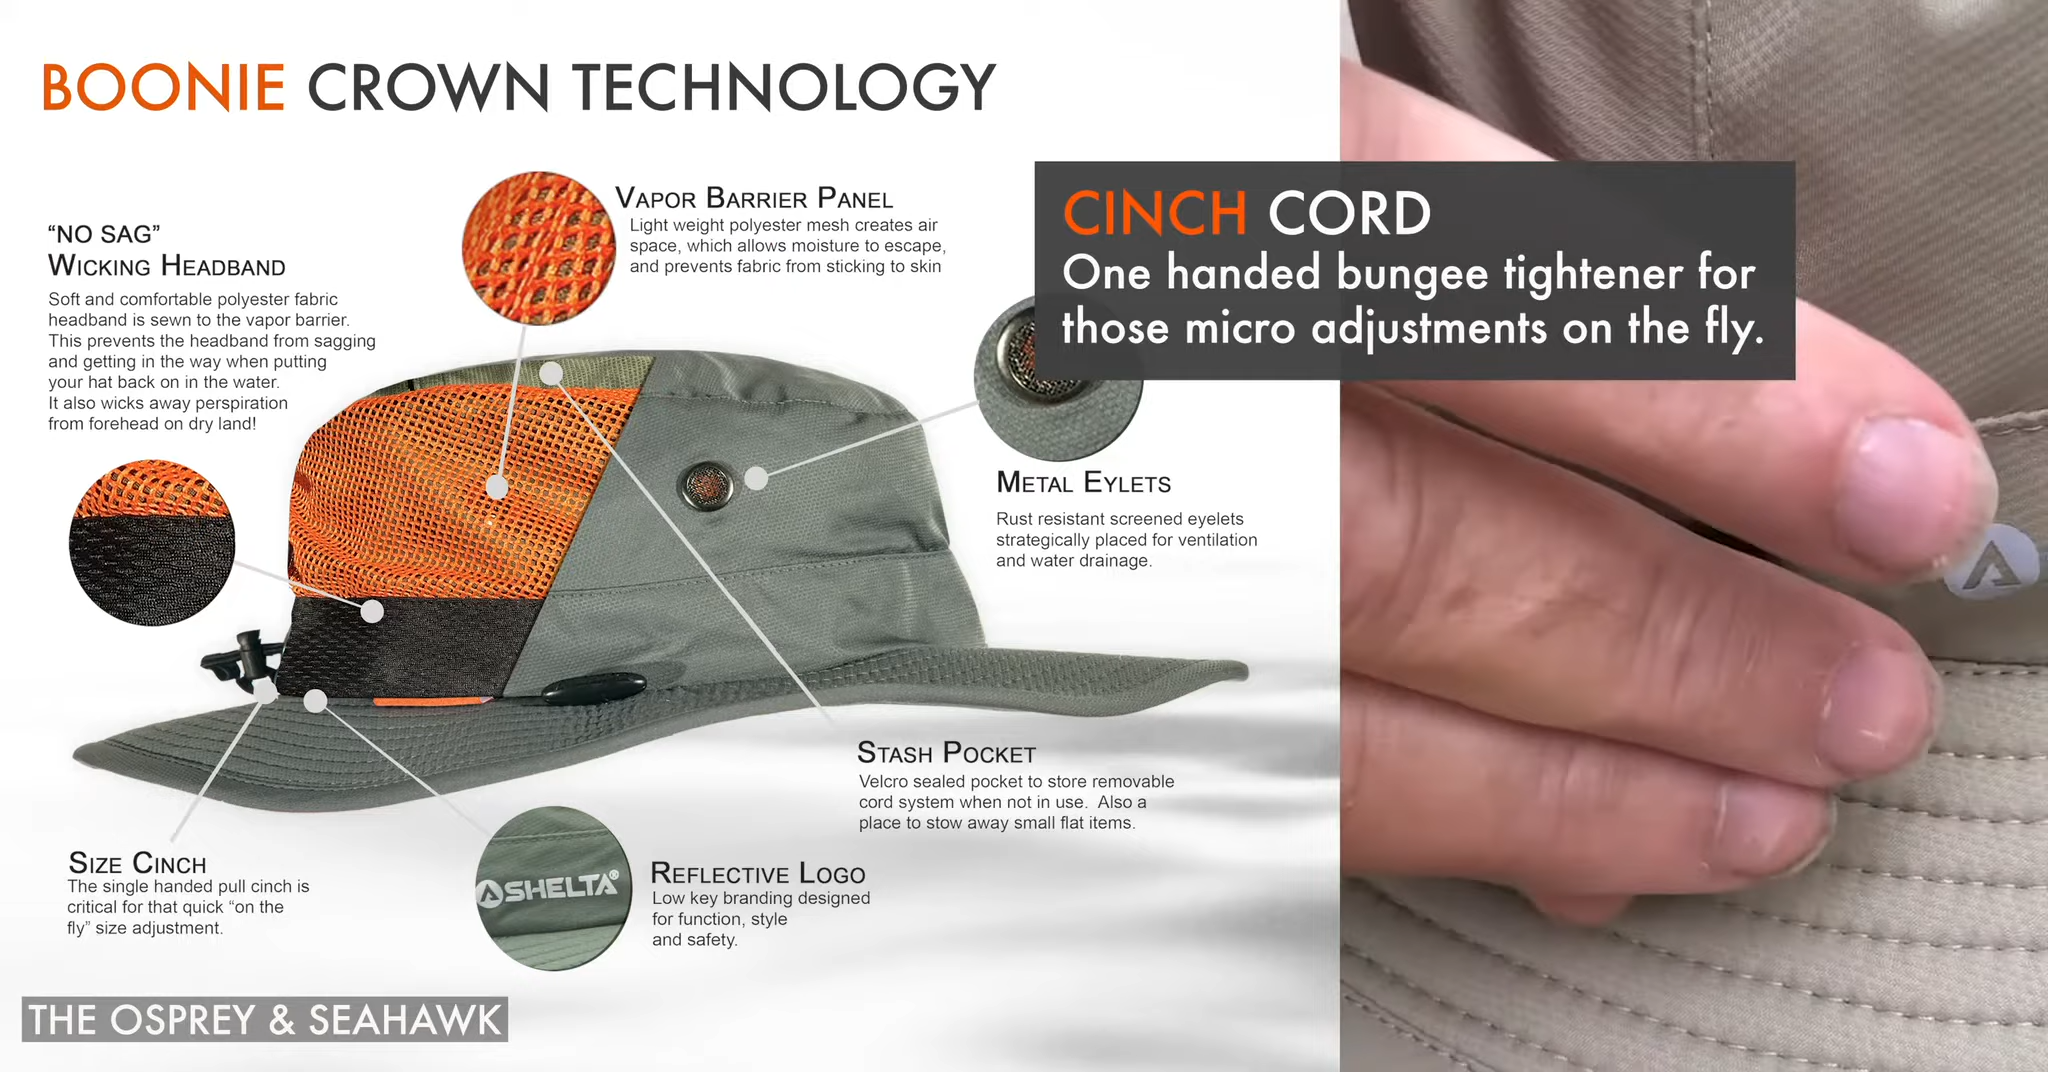 BOONIE CROWN TECHNOLOGY
"NO SAG"
WICKING HEADBAND
Soft and comfortable polyester fabric
headband is sewn to the vapor barrier.
This prevents the headband from sagging
and getting in the way when putting
your hat back on in the water.
It also wicks away perspiration
from forehead on dry land!
VAPOR BARRIER PANEL
Light weight polyester mesh creates air
space, which allows moisture to escape,
and prevents fabric from sticking to skin
CINCH CORD
One handed bungee tightener for
those micro adjustments on the fly.
METAL EYLETS
Rust resistant screened eyelets
strategically placed for ventilation
and water drainage.
STASH POCKET
Velcro sealed pocket to store removable
cord system when not in use. Also a
place to stow away small flat items.
SIZE CINCH
The single handed pull cinch is
critical for that quick "on the
fly" size adjustment.
SHELTA®
REFLECTIVE LOGO
Low key branding designed
for function, style
and safety.
THE OSPREY & SEAHAWK